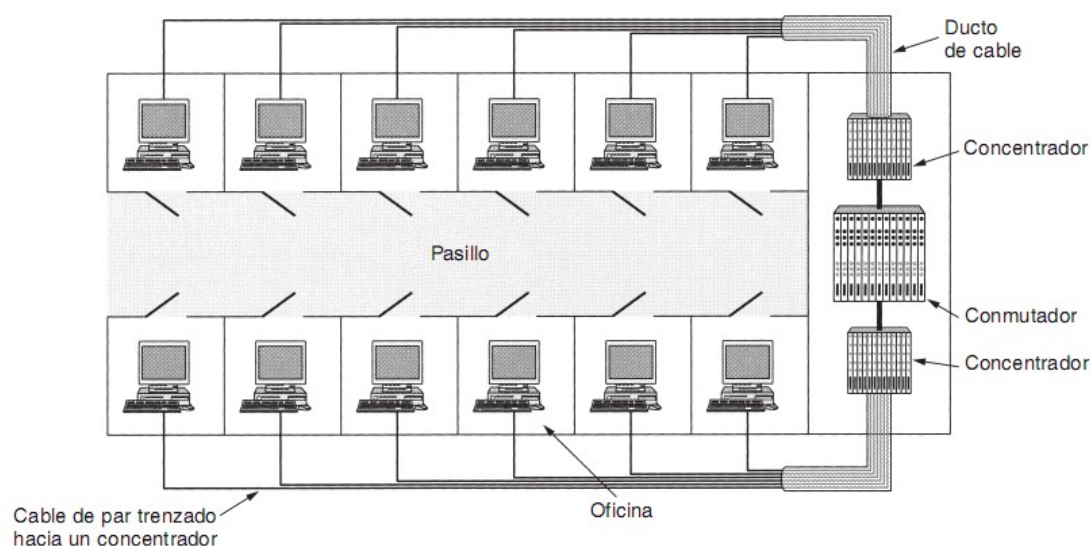 Ducto
de cable
Concentrador
Pasillo
Conmutador
Concentrador
Oficina
Cable de par trenzado
hacia un concentrador